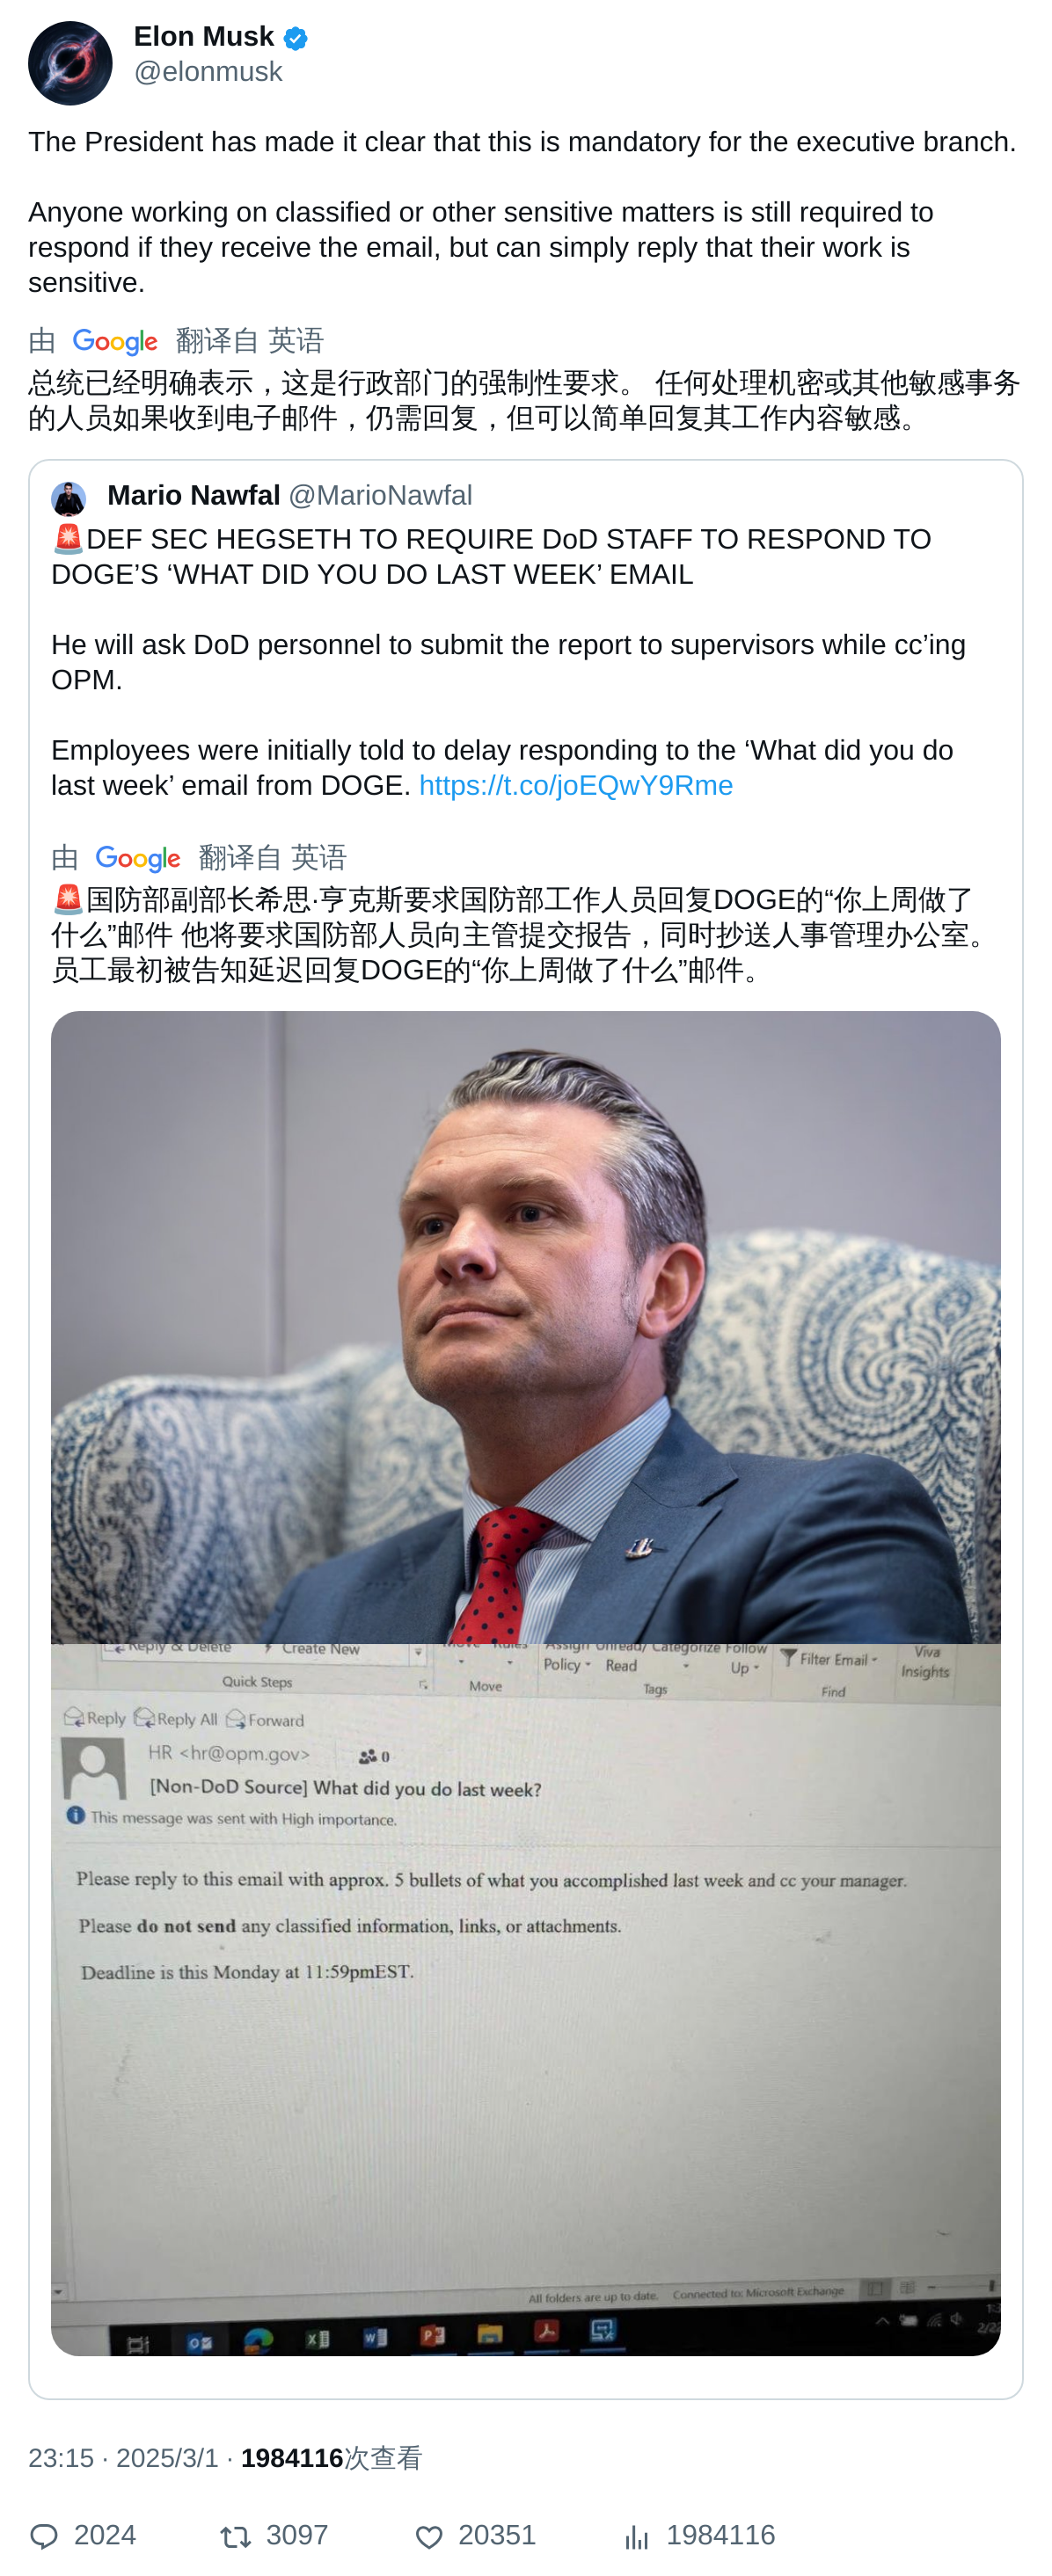 Elon Musk
@elonmusk
The President has made it clear that this is mandatory for the executive branch.
Anyone working on classified or other sensitive matters is still required to
respond if they receive the email, but can simply reply that their work is
sensitive.
由 Google 翻译自 英语
总统已经明确表示，这是行政部门的强制性要求。 任何处理机密或其他敏感事务
的人员如果收到电子邮件，仍需回复，但可以简单回复其工作内容敏感。
Mario Nawfal @MarioNawfal
🚨DEF SEC HEGSETH TO REQUIRE DoD STAFF TO RESPOND TO
DOGE’S ‘WHAT DID YOU DO LAST WEEK’ EMAIL
He will ask DoD personnel to submit the report to supervisors while cc’ing
OPM.
Employees were initially told to delay responding to the ‘What did you do
last week’ email from DOGE. https://t.co/joEQwY9Rme
由 Google 翻译自 英语
🚨国防部副部长希思·亨克斯要求国防部工作人员回复DOGE的“你上周做了
什么”邮件 他将要求国防部人员向主管提交报告，同时抄送人事管理办公室。
员工最初被告知延迟回复DOGE的“你上周做了什么”邮件。
Reply & Delete Create New Move Rules Assign Unread/ Categorize Follow
Policy Read Up Filter Email Viva
Insights
Quick Steps Move Tags Find
Reply Reply All Forward
HR <hr@opm.gov> 0
[Non-DoD Source] What did you do last week?
This message was sent with High importance.
Please reply to this email with approx. 5 bullets of what you accomplished last week and cc your manager.
Please do not send any classified information, links, or attachments.
Deadline is this Monday at 11:59pmEST.
All folders are up to date. Connected to: Microsoft Exchange
23:15 · 2025/3/1 · 1984116次查看
2024 3097 20351 1984116